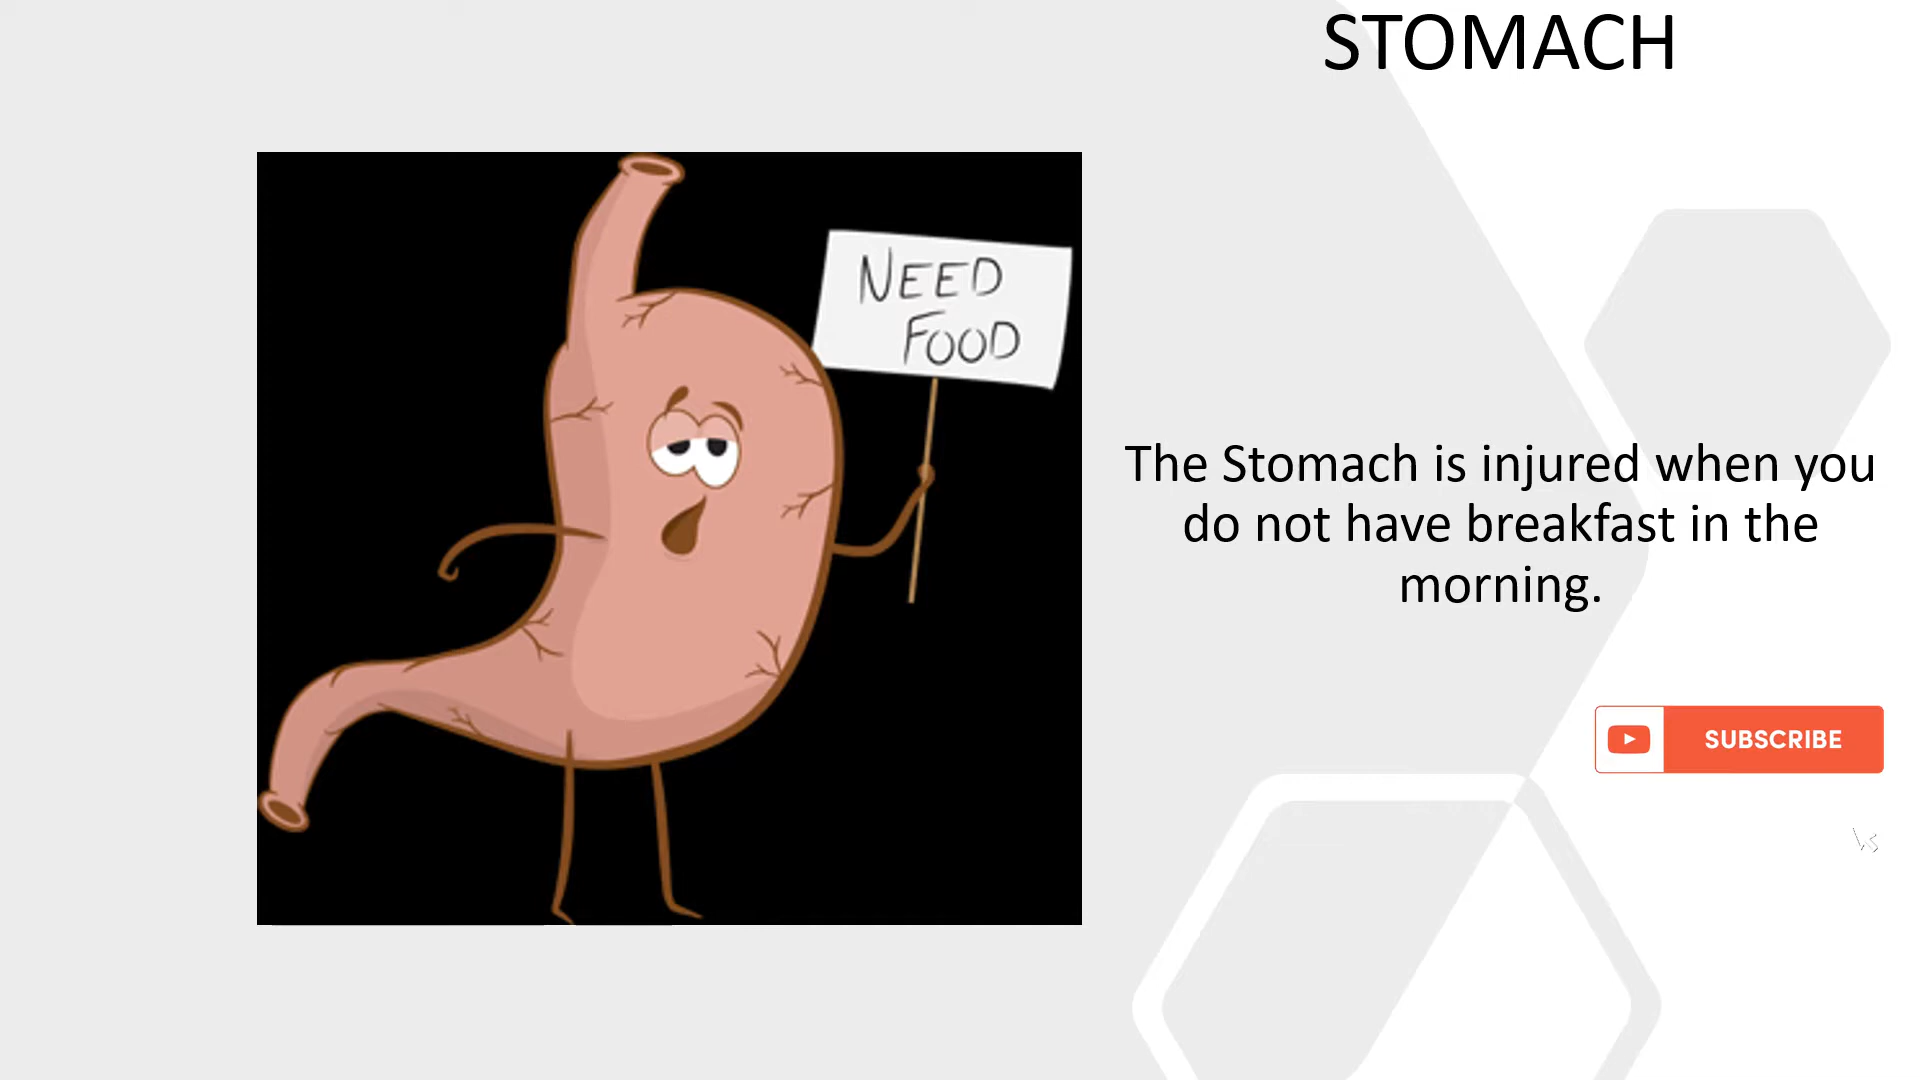 STOMACH
NEED
FOOD
The Stomach is injured when you
do not have breakfast in the
morning.
SUBSCRIBE